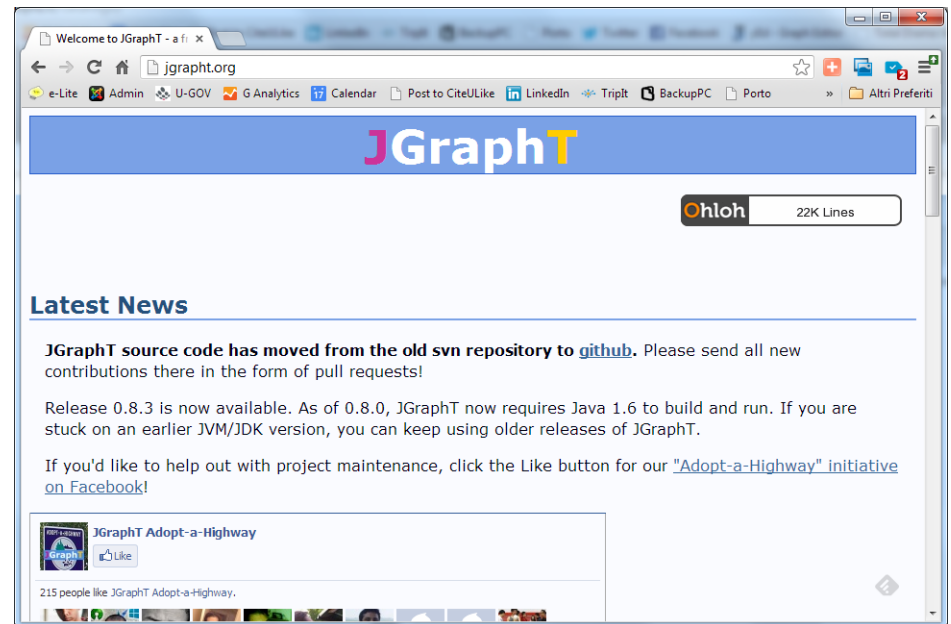 Welcome to JGraphT - a fr
jgrapht.org
2
e-Lite Admin U-GOV G Analytics 17 Calendar Post to CiteULike in LinkedIn TripIt BackupPC Porto » Altri Preferiti
JGraphT
Ohloh 22K Lines
Latest News
JGraphT source code has moved from the old svn repository to github. Please send all new
contributions there in the form of pull requests!
Release 0.8.3 is now available. As of 0.8.0, JGraphT now requires Java 1.6 to build and run. If you are
stuck on an earlier JVM/JDK version, you can keep using older releases of JGraphT.
If you'd like to help out with project maintenance, click the Like button for our "Adopt-a-Highway" initiative
on Facebook!
JGraphT Adopt-a-Highway
GraphT
Like
215 people like JGraphT Adopt-a-Highway.